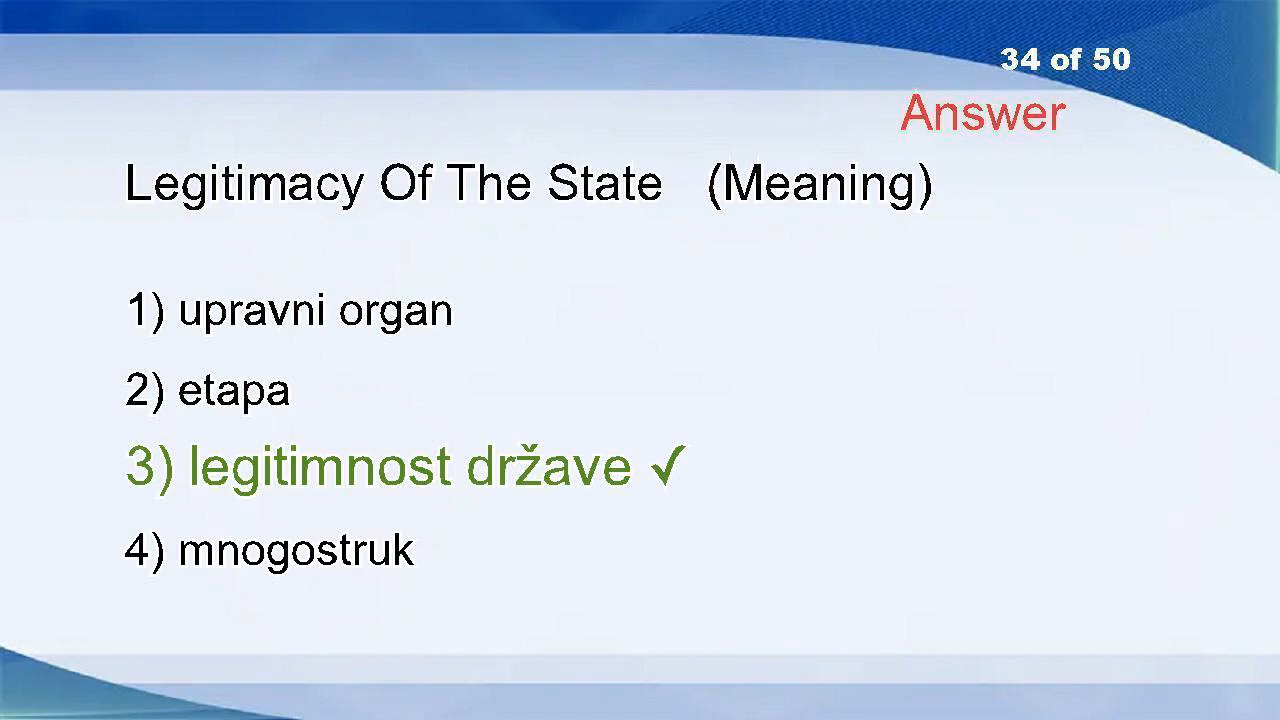 34 of 50
Answer
Legitimacy Of The State (Meaning)
1) upravni organ
2) etapa
3) legitimnost države ✓
4) mnogostruk